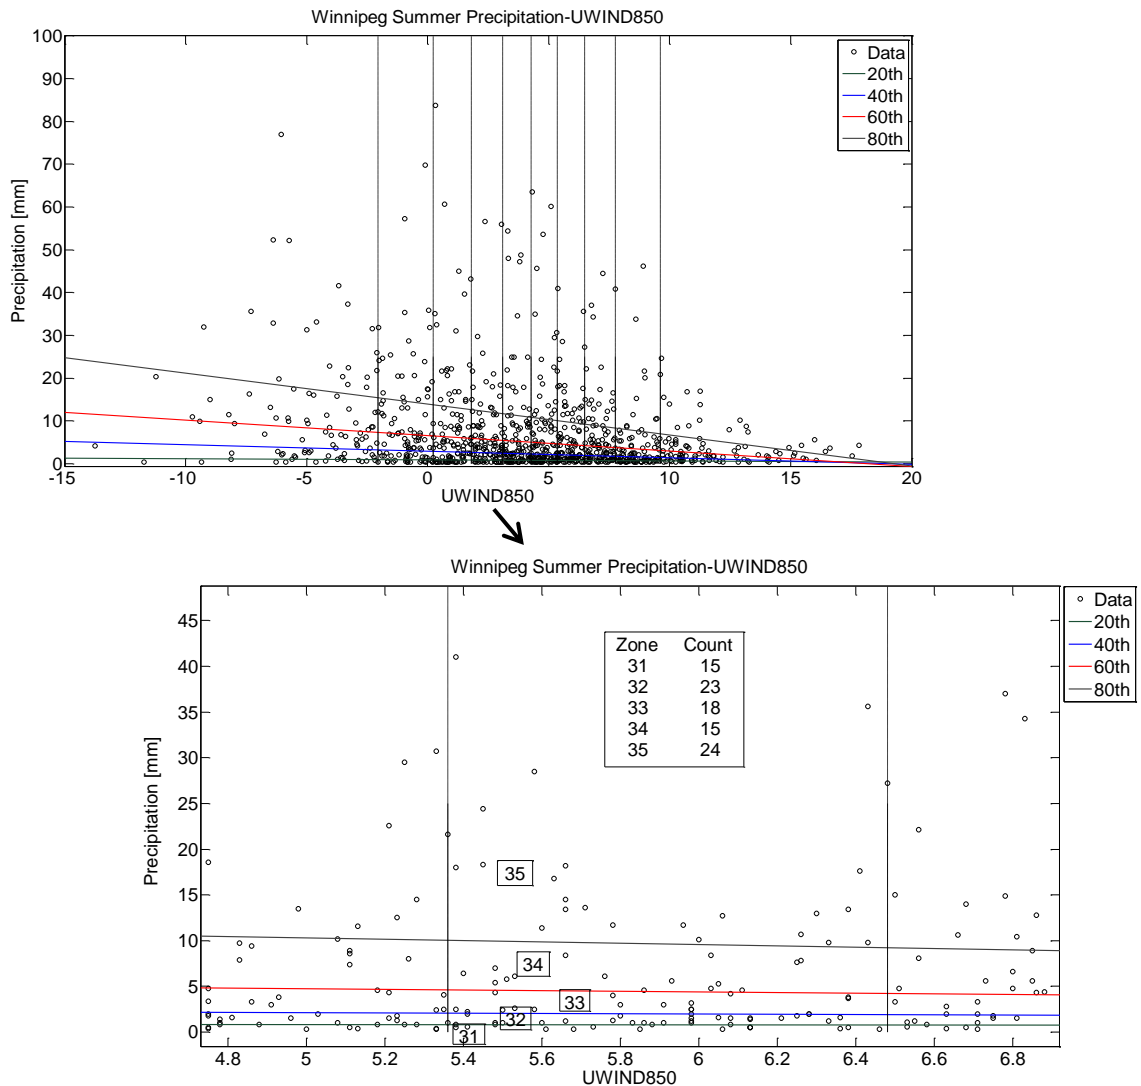 Winnipeg Summer Precipitation-UWIND850
Precipitation [mm]
100
90
80
70
60
50
40
30
20
10
0
-15 -10 -5 0 5 10 15 20
UWIND850
Data
20th
40th
60th
80th
Winnipeg Summer Precipitation-UWIND850
Precipitation [mm]
45
40
35
30
25
20
15
10
5
0
4.8 5 5.2 5.4 5.6 5.8 6 6.2 6.4 6.6 6.8
UWIND850
Zone Count
31 15
32 23
33 18
34 15
35 24
35
34
33
32
31
Data
20th
40th
60th
80th